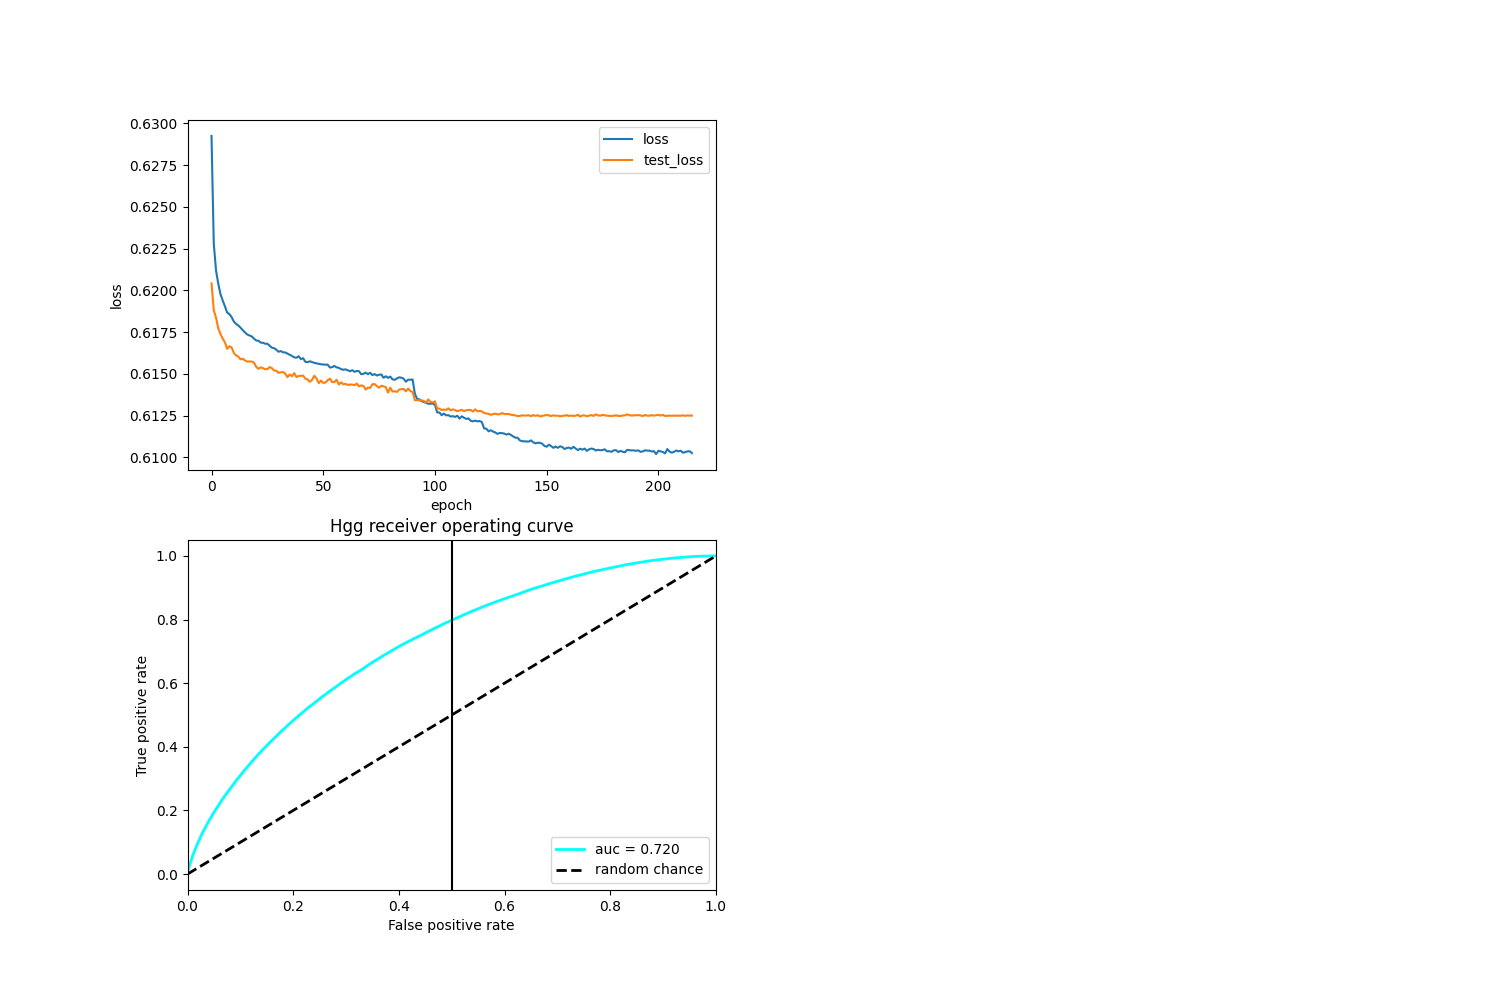 0.6300
0.6275
0.6250
0.6225
0.6200
0.6175
0.6150
0.6125
0.6100
loss
loss
test_loss
0 50 100 150 200
epoch
Hgg receiver operating curve
1.0
0.8
0.6
0.4
0.2
0.0
True positive rate
auc = 0.720
random chance
0.0 0.2 0.4 0.6 0.8 1.0
False positive rate